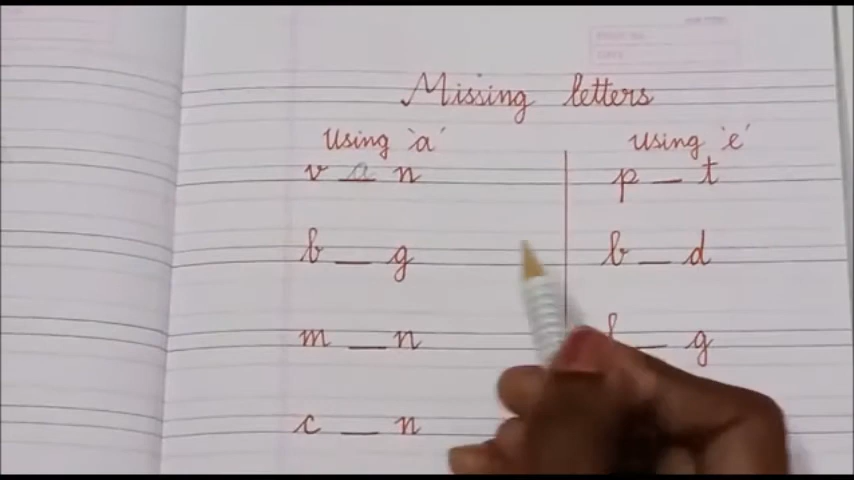 Missing letters
Using 'a'
Using 'e'
v a n
p _ t
b _ g
b _ d
m _ n
_ g
c _ n